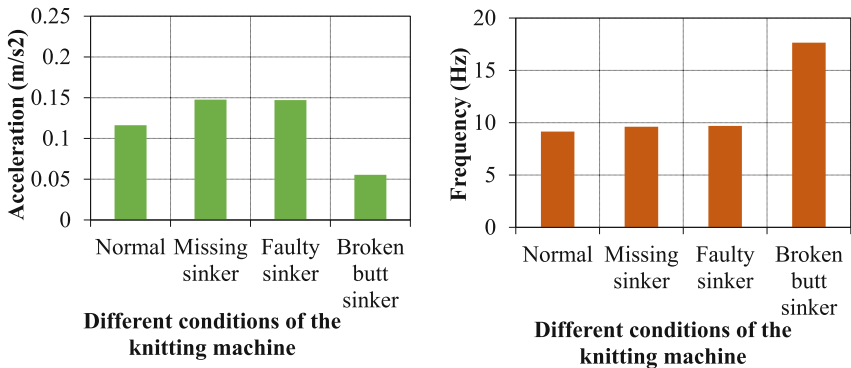 0.25
0.2
0.15
0.1
0.05
0
Acceleration (m/s2)
Normal Missing Faulty Broken
sinker sinker butt
sinker
Different conditions of the
knitting machine
20
15
10
5
0
Frequency (Hz)
Normal Missing Faulty Broken
sinker sinker butt
sinker
Different conditions of the
knitting machine